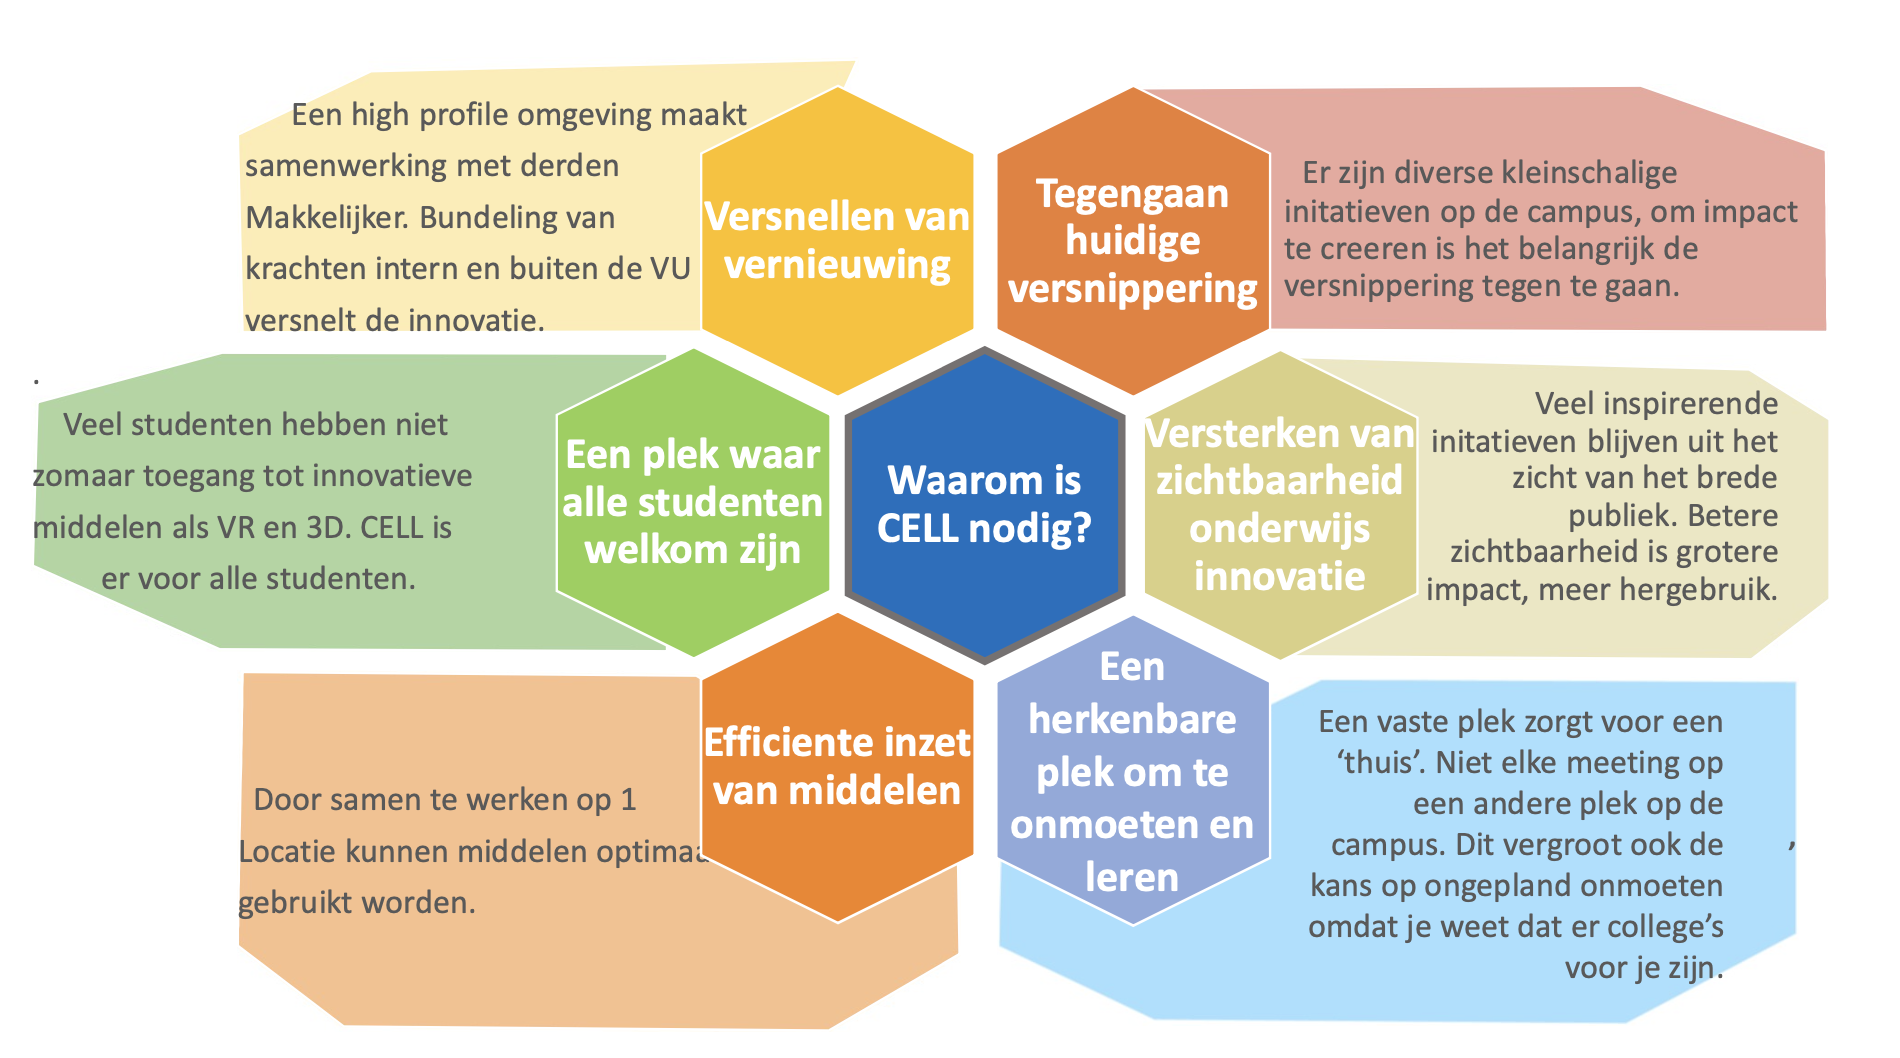 Een high profile omgeving maakt
samenwerking met derden
Makkelijker. Bundeling van
krachten intern en buiten de VU
versnelt de innovatie.
Versnellen van
vernieuwing
Tegengaan
huidige
versnippering
Er zijn diverse kleinschalige
initatieven op de campus, om impact
te creeren is het belangrijk de
versnippering tegen te gaan.
.
Veel studenten hebben niet
zomaar toegang tot innovatieve
middelen als VR en 3D. CELL is
er voor alle studenten.
Een plek waar
alle studenten
welkom zijn
Waarom is
CELL nodig?
Versterken van
zichtbaarheid
onderwijs
innovatie
Veel inspirerende
initatieven blijven uit het
zicht van het brede
publiek. Betere
zichtbaarheid is grotere
impact, meer hergebruik.
Door samen te werken op 1
Locatie kunnen middelen optimaa
gebruikt worden.
Efficiente inzet
van middelen
Een
herkenbare
plek om te
onmoeten en
leren
Een vaste plek zorgt voor een
‘thuis’. Niet elke meeting op
een andere plek op de
campus. Dit vergroot ook de
kans op ongepland onmoeten
omdat je weet dat er college’s
voor je zijn.
,